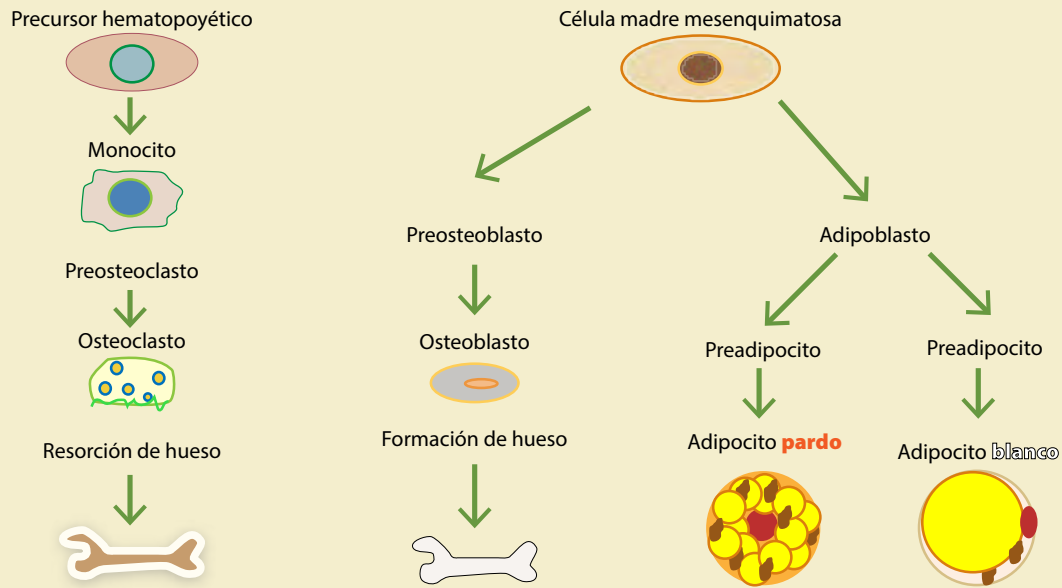 Precursor hematopoyético
Monocito
Preosteoclasto
Osteoclasto
Resorción de hueso
Célula madre mesenquimatosa
Preosteoblasto
Osteoblasto
Formación de hueso
Adipoblasto
Preadipocito
Adipocito pardo
Preadipocito
Adipocito blanco